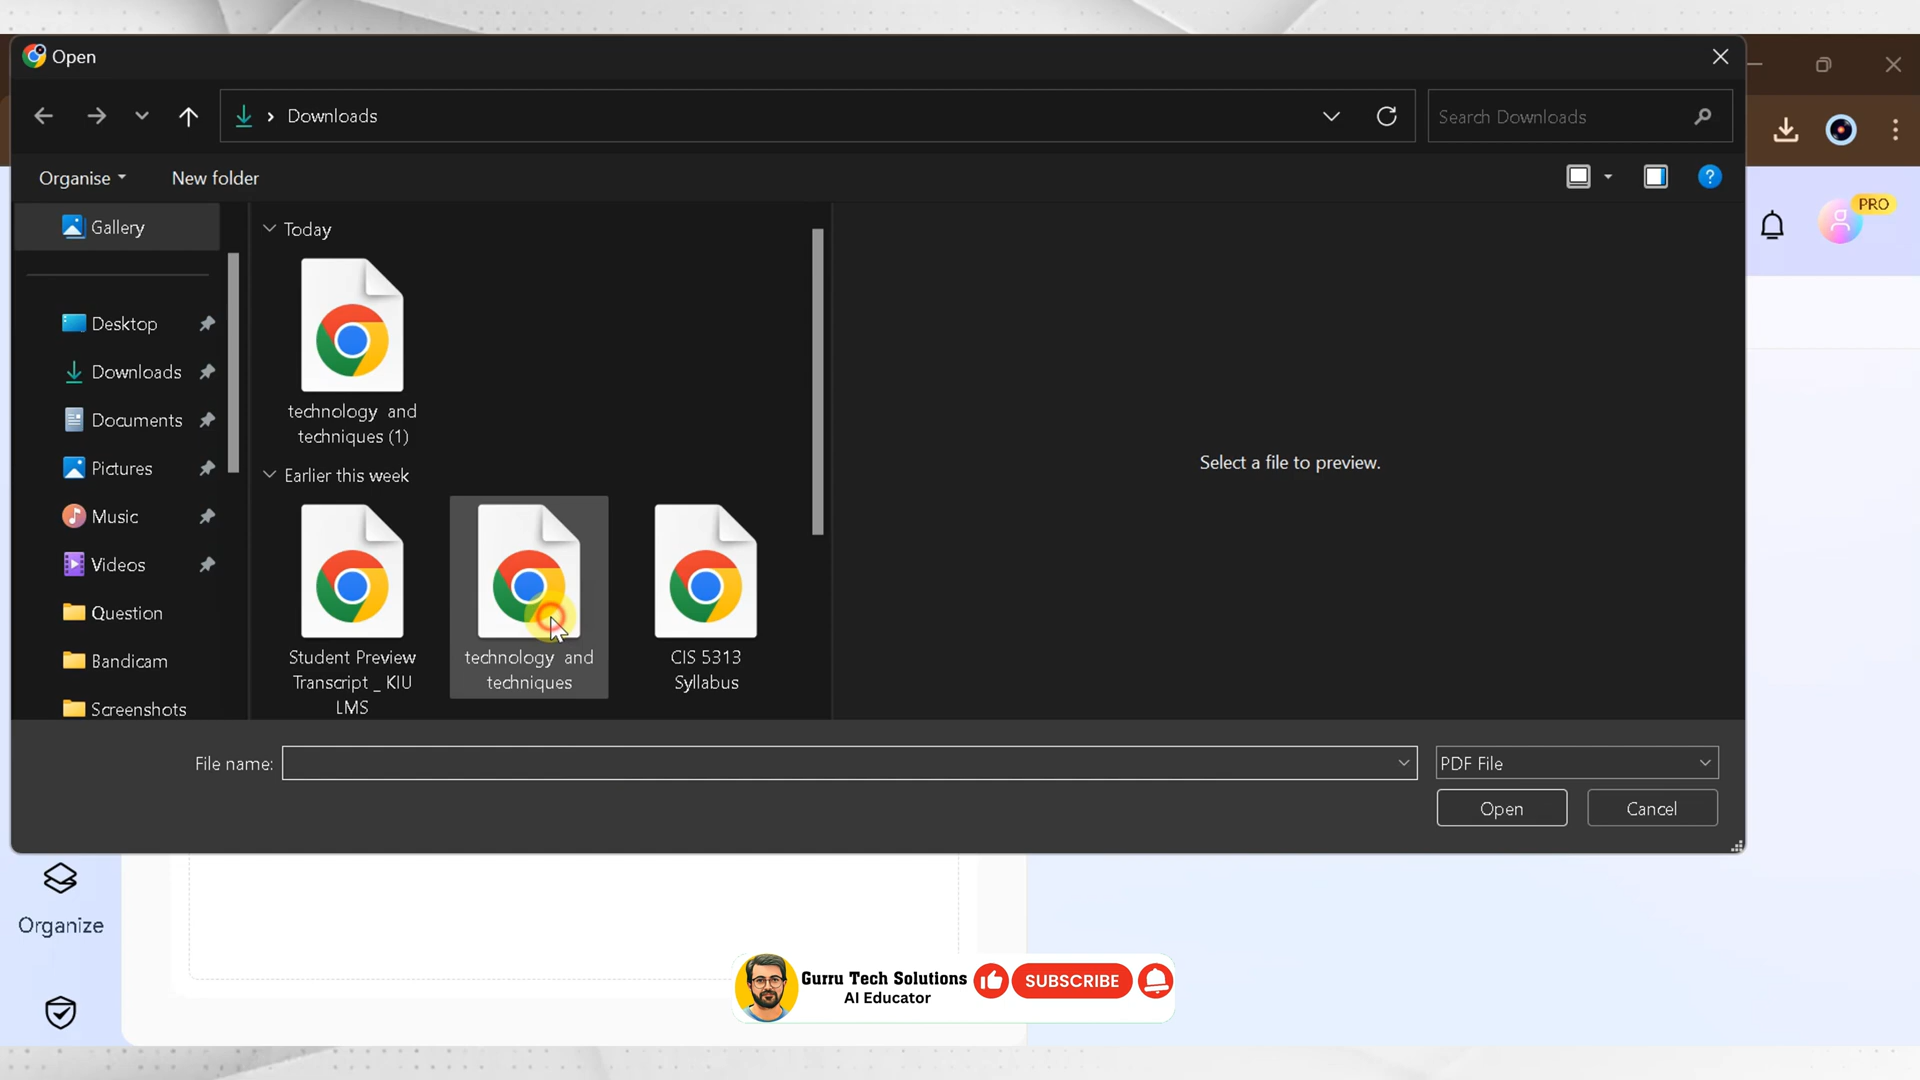 Open
Downloads
Search Downloads
Organise
New folder
?
PRO
Gallery
Desktop
Downloads
Documents
Pictures
Music
Videos
Question
Bandicam
Screenshots
Today
technology and
techniques (1)
Earlier this week
Student Preview
Transcript _ KIU
LMS
technology and
techniques
CIS 5313
Syllabus
Select a file to preview.
File name:
PDF File
Open
Cancel
Organize
Gurru Tech Solutions
AI Educator
SUBSCRIBE